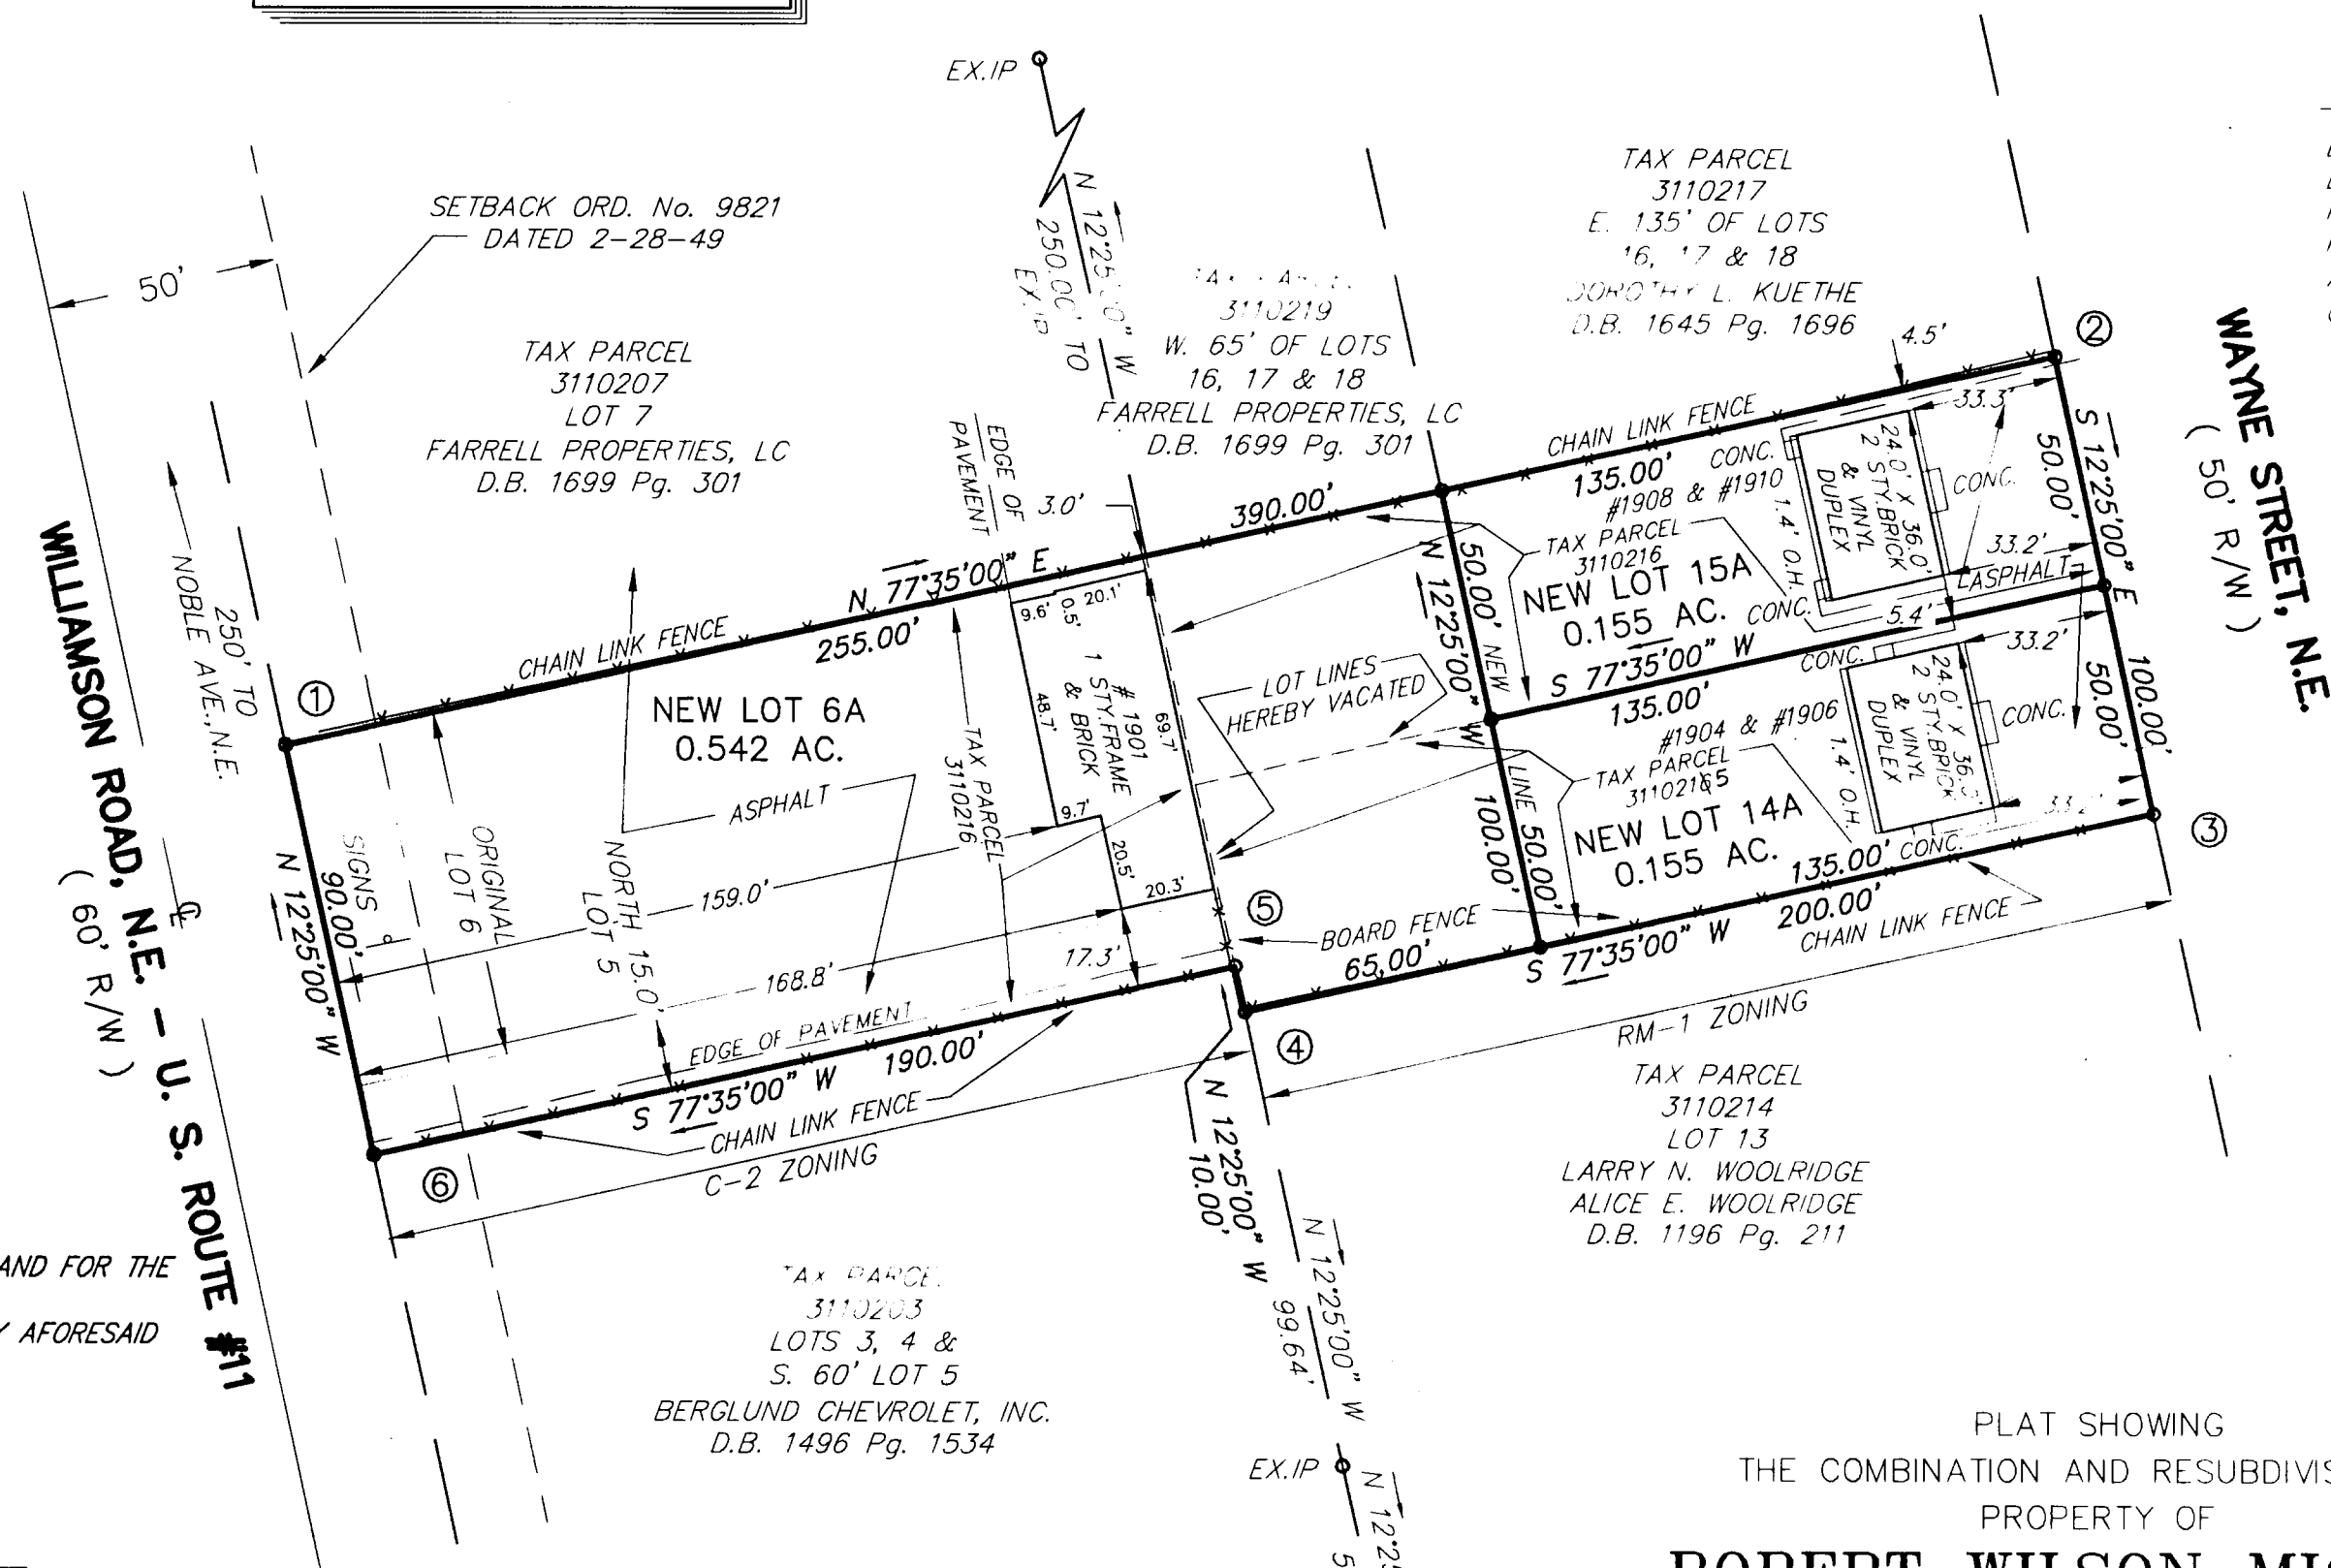 EX.IP
SETBACK ORD. No. 9821
DATED 2-28-49
50'
TAX PARCEL
3110207
LOT 7
FARRELL PROPERTIES, LC
D.B. 1699 Pg. 301
N 12°25'00" W
250.00' TO
EX.IP
3110219
W. 65' OF LOTS
16, 17 & 18
FARRELL PROPERTIES, LC
D.B. 1699 Pg. 301
TAX PARCEL
3110217
E. 135' OF LOTS
16, 17 & 18
DOROTHY L. KUETHE
D.B. 1645 Pg. 1696
4.5'
②
WAYNE STREET, N.E.
( 50' R/W )
WILLIAMSON ROAD, N.E. - U. S. ROUTE #11
( 60' R/W )
250' TO
NOBLE AVE.,N.E.
①
CHAIN LINK FENCE
N 77°35'00" E
255.00'
390.00'
EDGE OF
PAVEMENT
3.0'
CHAIN LINK FENCE
135.00'
33.3'
S 12°25'00" E
50.00'
CONC.
#1908 & #1910
24.0' X 36.0'
2 STY.BRICK
& VINYL
DUPLEX
CONC.
1.4' O.H.
TAX PARCEL
3110216
NEW LOT 15A
0.155 AC.
CONC.
CONC.
33.2'
ASPHALT
5.4'
N 12°25'00" W
50.00' NEW
S 77°35'00" W
135.00'
NEW LOT 6A
0.542 AC.
ASPHALT
TAX PARCEL
3110216
9.6'
0.5'
20.1'
# 1901
1 STY.FRAME
& BRICK
48.7'
69.7'
9.7'
20.5'
20.3'
LOT LINES
HEREBY VACATED
CONC.
#1904 & #1906
24.0' X 36.0'
2 STY.BRICK
& VINYL
DUPLEX
CONC.
33.2'
50.00'
100.00'
1.4' O.H.
TAX PARCEL
3110215
NEW LOT 14A
0.155 AC.
33.2'
③
LINE 50.00'
100.00'
135.00'
CONC.
200.00'
S 77°35'00" W
CHAIN LINK FENCE
BOARD FENCE
65.00'
⑤
SIGNS
90.00'
N 12°25'00" W
ORIGINAL
LOT 6
NORTH 15.0'
LOT 5
159.0'
168.8'
17.3'
EDGE OF PAVEMENT
S 77°35'00" W
190.00'
CHAIN LINK FENCE
C-2 ZONING
⑥
④
RM-1 ZONING
N 12°25'00" W
10.00'
TAX PARCEL
3110214
LOT 13
LARRY N. WOOLRIDGE
ALICE E. WOOLRIDGE
D.B. 1196 Pg. 211
N 12°25'00" W
99.64'
EX.IP
TAX PARCEL
3110203
LOTS 3, 4 &
S. 60' LOT 5
BERGLUND CHEVROLET, INC.
D.B. 1496 Pg. 1534
AND FOR THE
AFORESAID
PLAT SHOWING
THE COMBINATION AND RESUBDIVIS
PROPERTY OF
ROBERT WILSON